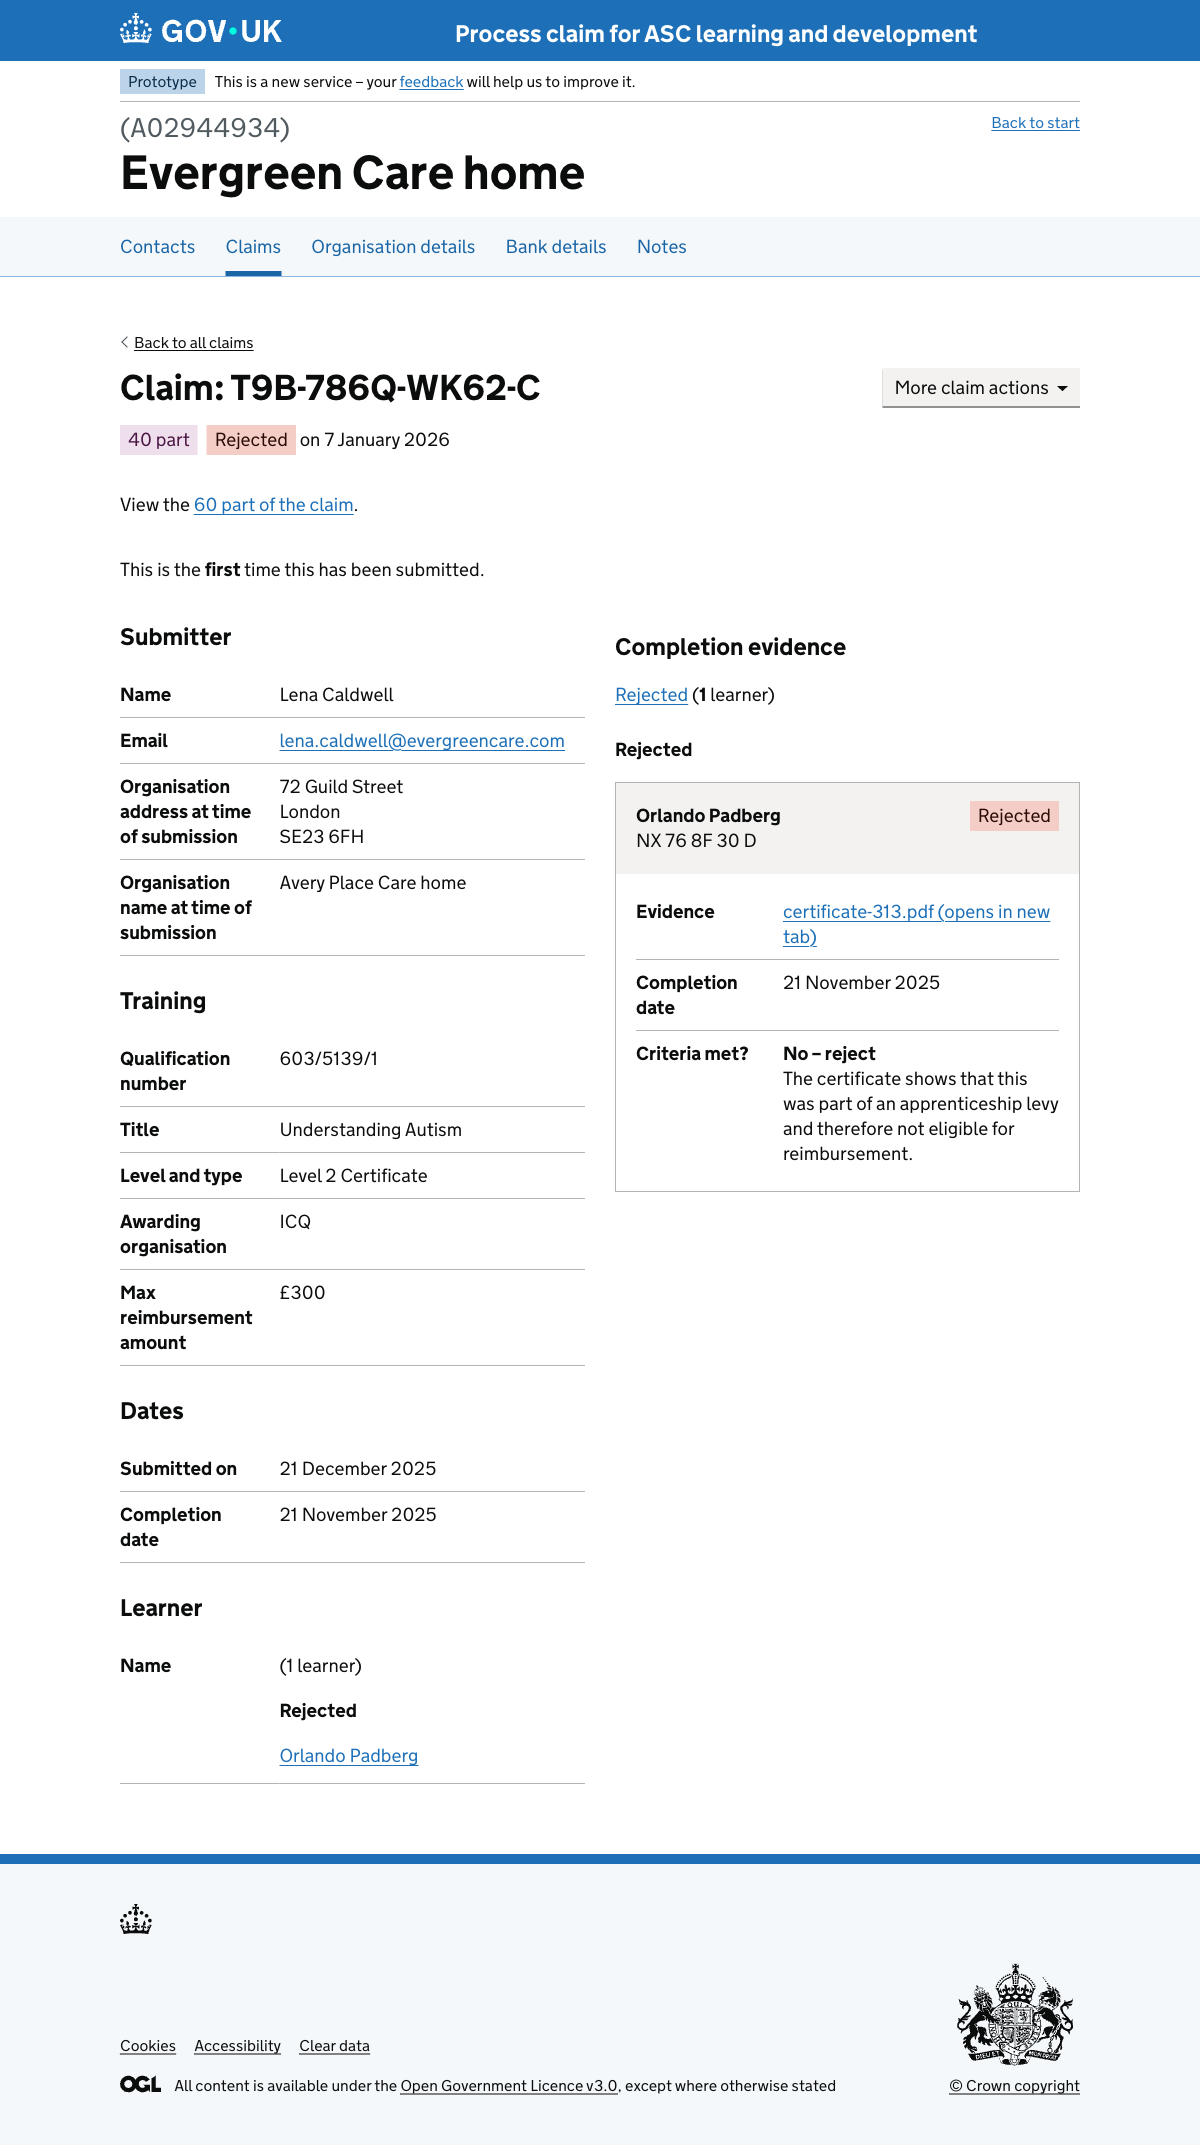 GOV·UK
Process claim for ASC learning and development
Prototype This is a new service – your feedback will help us to improve it.
(A02944934)
Back to start
Evergreen Care home
Contacts Claims Organisation details Bank details Notes
Back to all claims
Claim: T9B-786Q-WK62-C
More claim actions
40 part Rejected on 7 January 2026
View the 60 part of the claim.
This is the first time this has been submitted.
Submitter
Name Lena Caldwell
Email lena.caldwell@evergreencare.com
Organisation address at time of submission
72 Guild Street
London
SE23 6FH
Organisation name at time of submission
Avery Place Care home
Training
Qualification number
603/5139/1
Title Understanding Autism
Level and type Level 2 Certificate
Awarding organisation
ICQ
Max reimbursement amount
£300
Dates
Submitted on 21 December 2025
Completion date
21 November 2025
Learner
Name (1 learner)
Rejected
Orlando Padberg
Completion evidence
Rejected (1 learner)
Rejected
Orlando Padberg Rejected
NX 76 8F 30 D
Evidence certificate-313.pdf (opens in new
tab)
Completion date
21 November 2025
Criteria met? No – reject
The certificate shows that this
was part of an apprenticeship levy
and therefore not eligible for
reimbursement.
Cookies Accessibility Clear data
OGL All content is available under the Open Government Licence v3.0, except where otherwise stated
© Crown copyright